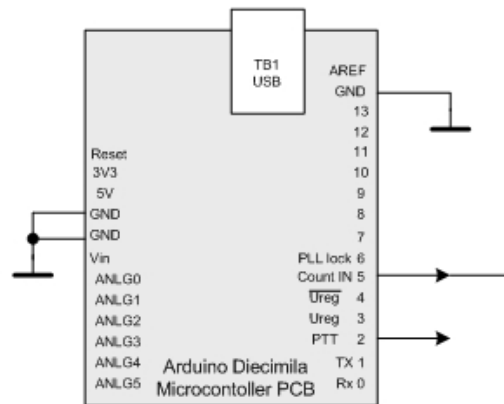 TB1
USB
AREF
GND
13
12
11
10
9
8
7
PLL lock 6
Count IN 5
Ureg 4
Ureg 3
PTT 2
TX 1
Rx 0
Reset
3V3
5V
GND
GND
Vin
ANLG0
ANLG1
ANLG2
ANLG3
ANLG4
ANLG5
Arduino Diecimila
Microcontoller PCB